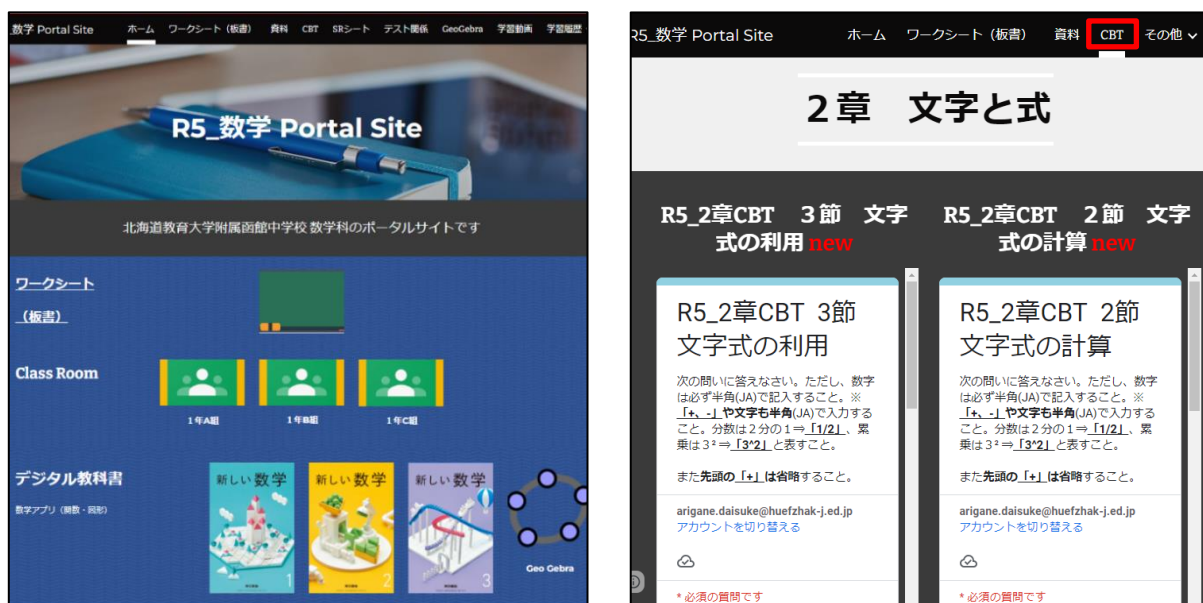 数学 Portal Site ホーム ワークシート（板書） 資料 CBT SRシート テスト関係 GeoGebra 学習動画 学習履歴
R5_数学 Portal Site
北海道教育大学附属函館中学校 数学科のポータルサイトです
ワークシート
（板書）
Class Room
1年A組 1年B組 1年C組
デジタル教科書
数学アプリ（関数・図形）
新しい数学 新しい数学 新しい数学
1 2 3
Geo Gebra
R5_数学 Portal Site ホーム ワークシート（板書） 資料 CBT その他
２章 文字と式
R5_2章CBT ３節 文字
式の利用 new
R5_2章CBT 3節
文字式の利用
次の問いに答えなさい。ただし、数字
は必ず半角(JA)で記入すること。※
「+、-」や文字も半角(JA)で入力する
こと。分数は２分の１⇒「1/2」、累
乗は３²⇒「3^2」と表すこと。
また先頭の「+」は省略すること。
arigane.daisuke@huefzhak-j.ed.jp
アカウントを切り替える
* 必須の質問です
R5_2章CBT ２節 文字
式の計算 new
R5_2章CBT 2節
文字式の計算
次の問いに答えなさい。ただし、数字
は必ず半角(JA)で記入すること。※
「+、-」や文字も半角(JA)で入力する
こと。分数は２分の１⇒「1/2」、累
乗は３²⇒「3^2」と表すこと。
また先頭の「+」は省略すること。
arigane.daisuke@huefzhak-j.ed.jp
アカウントを切り替える
* 必須の質問です